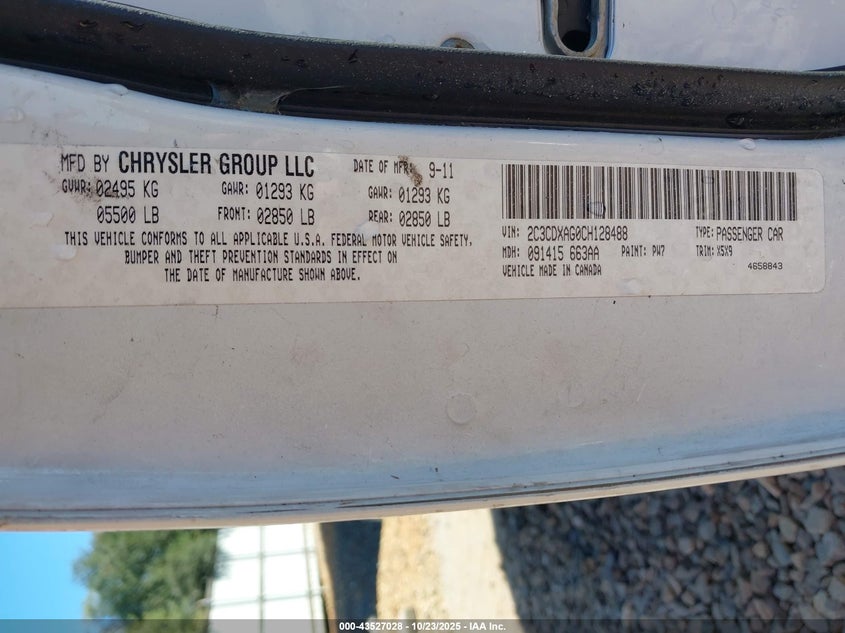 MFD BY CHRYSLER GROUP LLC
DATE OF MFR: 9-11
GVWR: 02495 KG
GAWR: 01293 KG
GAWR: 01293 KG
05500 LB
FRONT: 02850 LB
REAR: 02850 LB
THIS VEHICLE CONFORMS TO ALL APPLICABLE U.S.A. FEDERAL MOTOR VEHICLE SAFETY,
BUMPER AND THEFT PREVENTION STANDARDS IN EFFECT ON
THE DATE OF MANUFACTURE SHOWN ABOVE.
VIN: 2C3CDXAG0CH128488
TYPE: PASSENGER CAR
MDH: 091415 663AA
PAINT: PW7
TRIM: X5X9
VEHICLE MADE IN CANADA
4658843
000-43527028 - 10/23/2025 - IAA Inc.